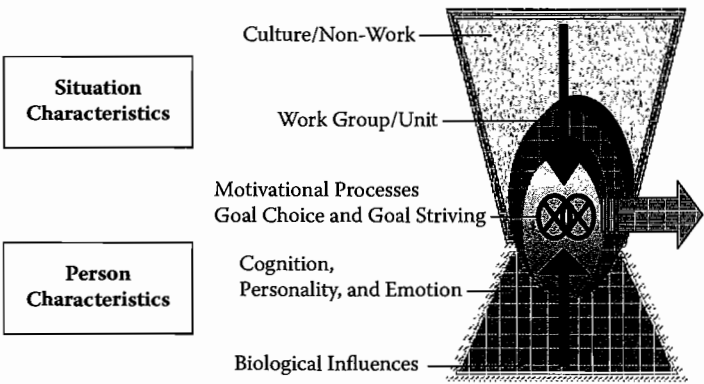 Culture/Non-Work
Situation
Characteristics
Work Group/Unit
Motivational Processes
Goal Choice and Goal Striving
Person
Characteristics
Cognition,
Personality, and Emotion
Biological Influences